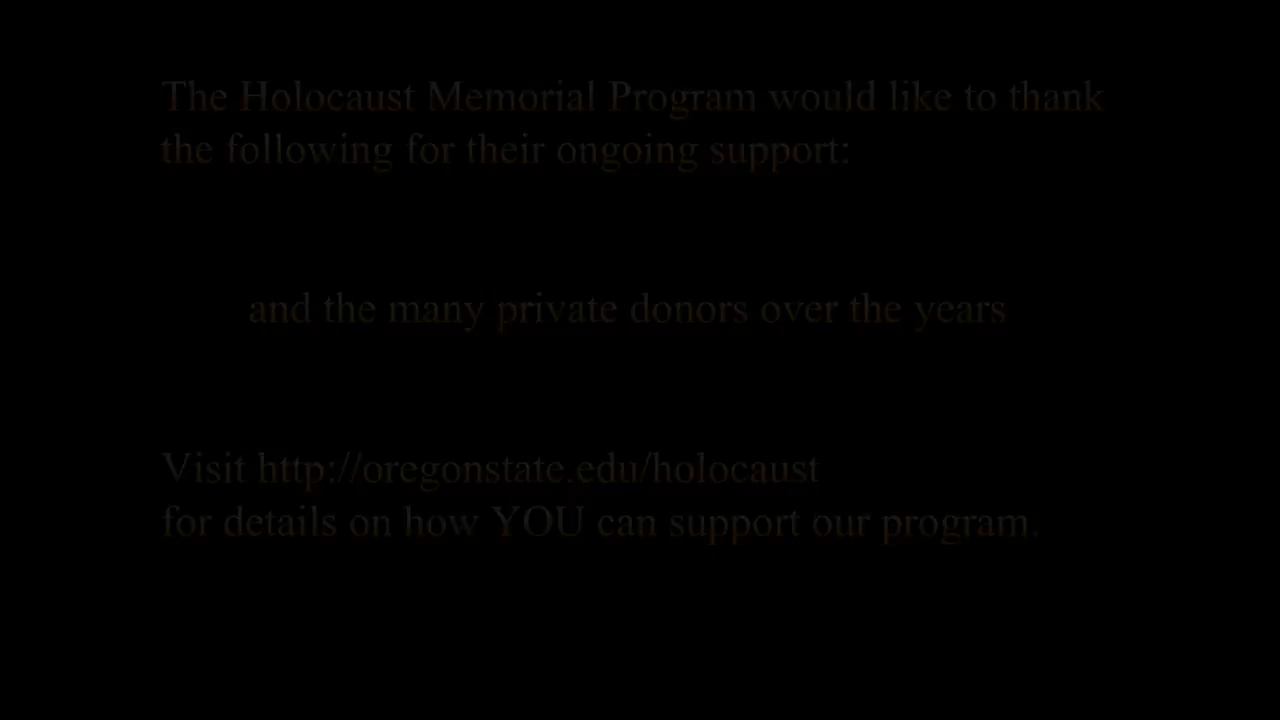 The Holocaust Memorial Program would like to thank
the following for their ongoing support:
and the many private donors over the years
Visit http://oregonstate.edu/holocaust
for details on how YOU can support our program.